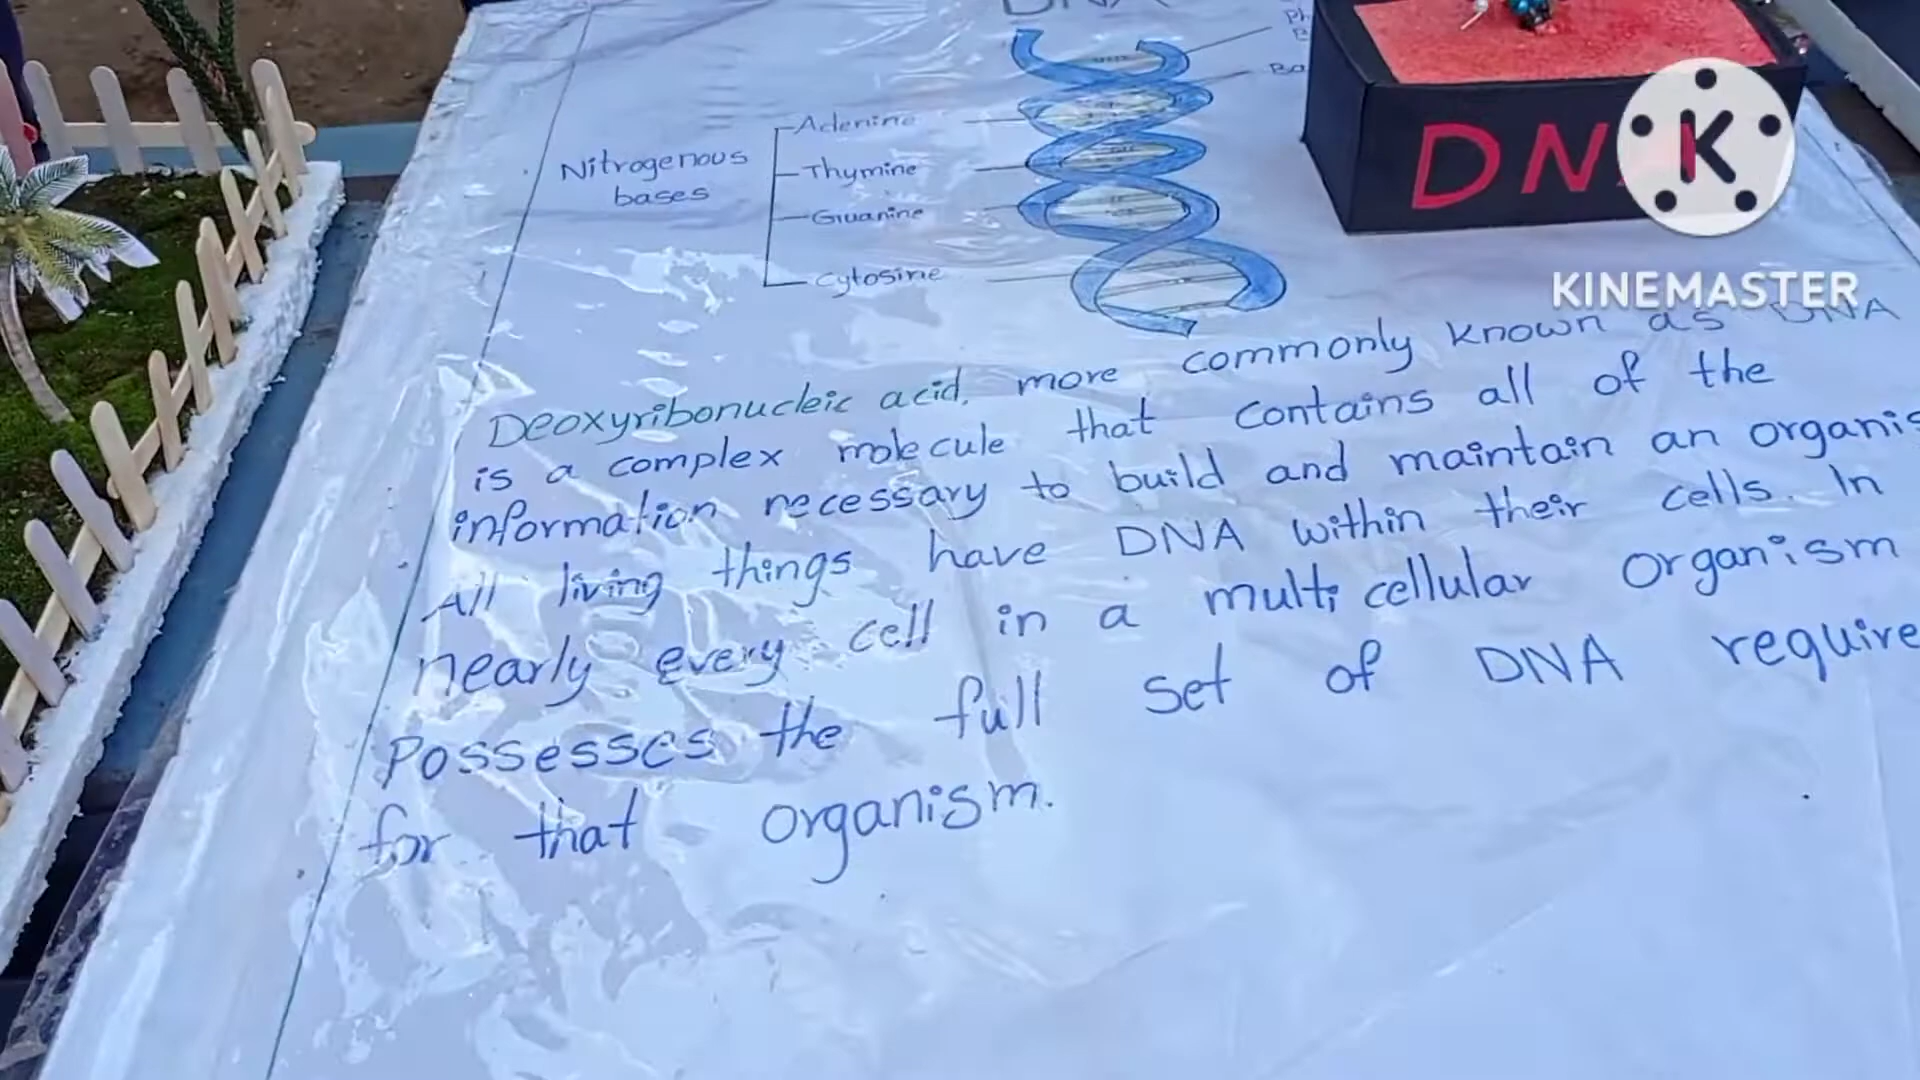 DNA
Ph
Ba
Adenine
Nitrogenous
bases
Thymine
Guanine
Cytosine
DNA
K
KINEMASTER
Deoxyribonucleic acid, more commonly known as DNA
is a complex molecule that contains all of the
information necessary to build and maintain an organis
All living things have DNA within their cells. In
nearly every cell in a multi cellular organism
Possesses the full set of DNA require
for that organism.